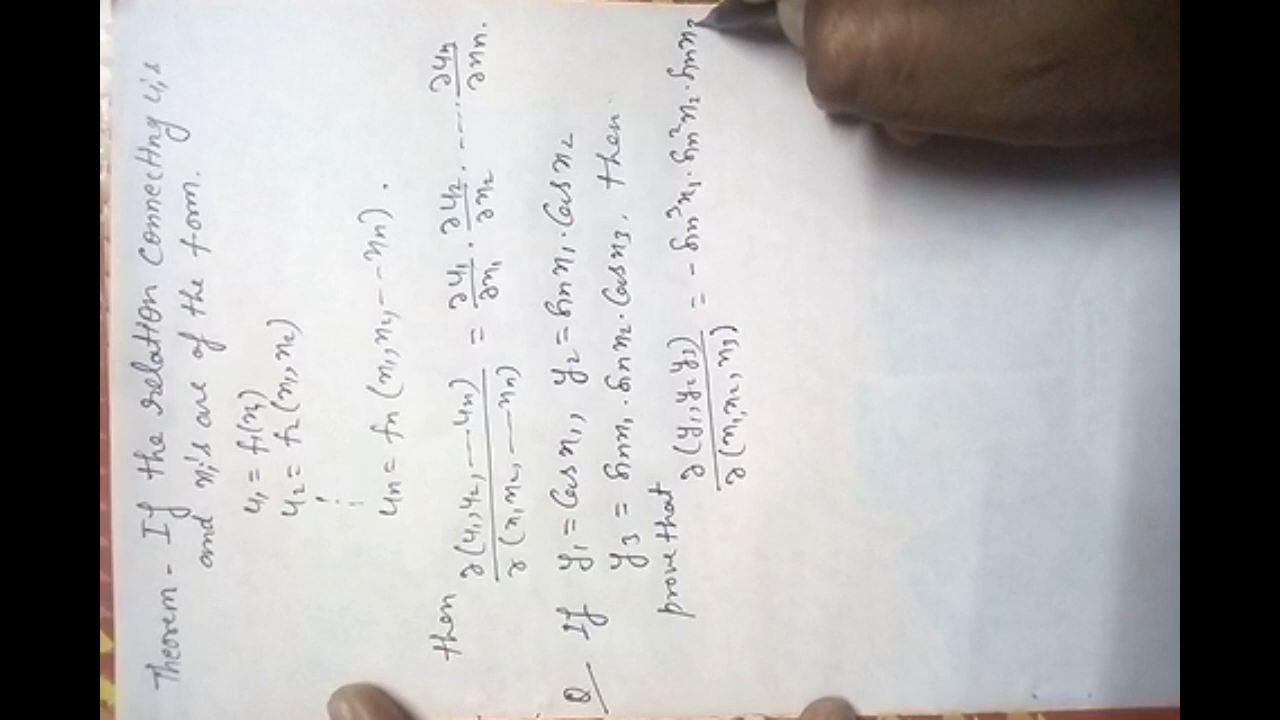 Theorem - If the relation connecting ui's
and xi's are of the form.
u1 = f1(x1)
u2 = f2 (x1, x2)
⋮
un = fn (x1, x2, --- xn).
then ∂(u1, u2, --- un) / ∂(x1, x2, --- xn) = ∂u1/∂x1 . ∂u2/∂x2 . ---- . ∂un/∂xn.
Q If y1 = Cos x1, y2 = Sin x1 . Cos x2
y3 = Sin x1 . Sin x2 . Cos x3, then
prove that
∂(y1, y2 y3) / ∂(x1, x2, x3) = - Sin³x1 . Sin²x2 . Sin x3